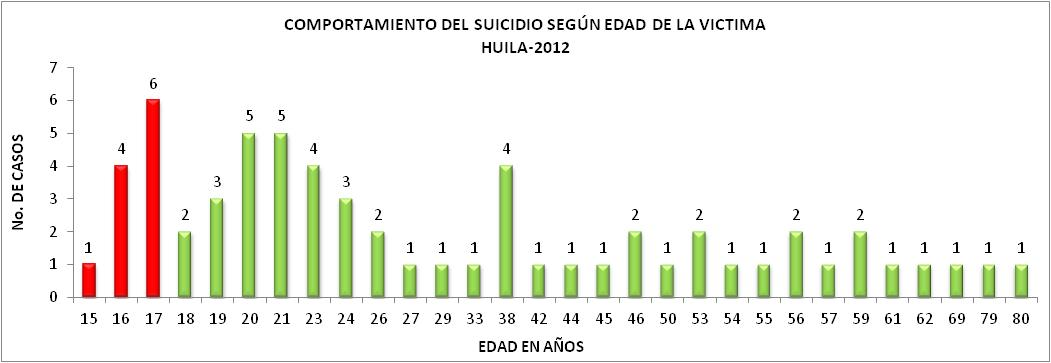 COMPORTAMIENTO DEL SUICIDIO SEGÚN EDAD DE LA VICTIMA
HUILA-2012
No. DE CASOS
7
6
5
4
3
2
1
0
1 4 6 2 3 5 5 4 3 2 1 1 1 4 1 1 1 2 1 2 1 1 2 1 2 1 1 1 1 1
15 16 17 18 19 20 21 23 24 26 27 29 33 38 42 44 45 46 50 53 54 55 56 57 59 61 62 69 79 80
EDAD EN AÑOS